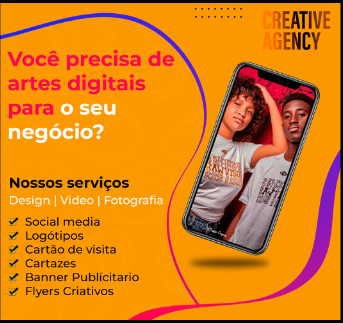 CREATIVE
AGENCY
Você precisa de
artes digitais
para o seu
negócio?
Nossos serviços
Design | Video | Fotografia
Social media
Logótipos
Cartão de visita
Cartazes
Banner Publicitario
Flyers Criativos